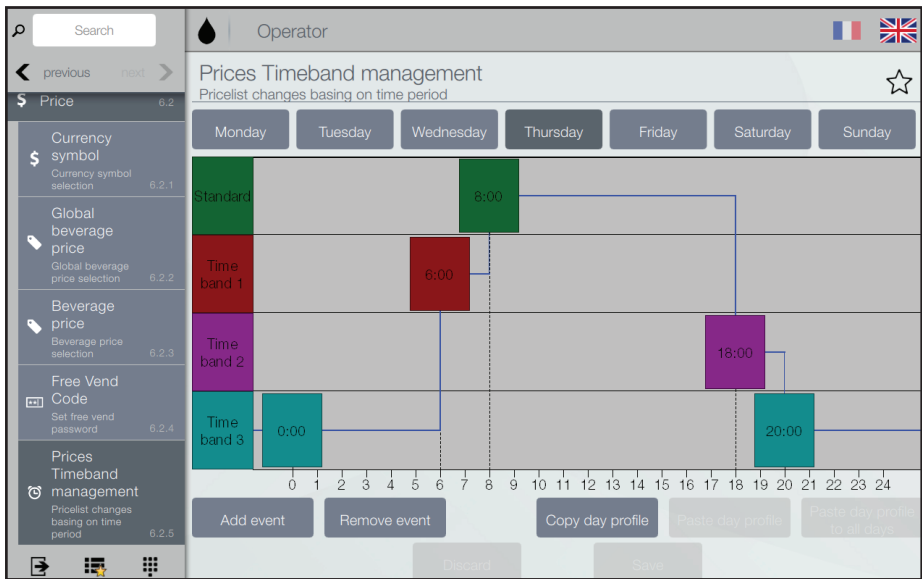 Search
Operator
previous
next
Prices Timeband management
Pricelist changes basing on time period
$ Price 6.2
Monday Tuesday Wednesday Thursday Friday Saturday Sunday
$ Currency
symbol
Currency symbol
selection 6.2.1
Global
beverage
price
Global beverage
price selection 6.2.2
Beverage
price
Beverage price
selection 6.2.3
Free Vend
Code
Set free vend
password 6.2.4
Prices
Timeband
management
Pricelist changes
basing on time
period 6.2.5
Standard
8:00
Time
band 1
6:00
Time
band 2
18:00
Time
band 3
0:00
20:00
0 1 2 3 4 5 6 7 8 9 10 11 12 13 14 15 16 17 18 19 20 21 22 23 24
Add event
Remove event
Copy day profile
Paste day profile
Paste day profile
to all days
Discard
Save